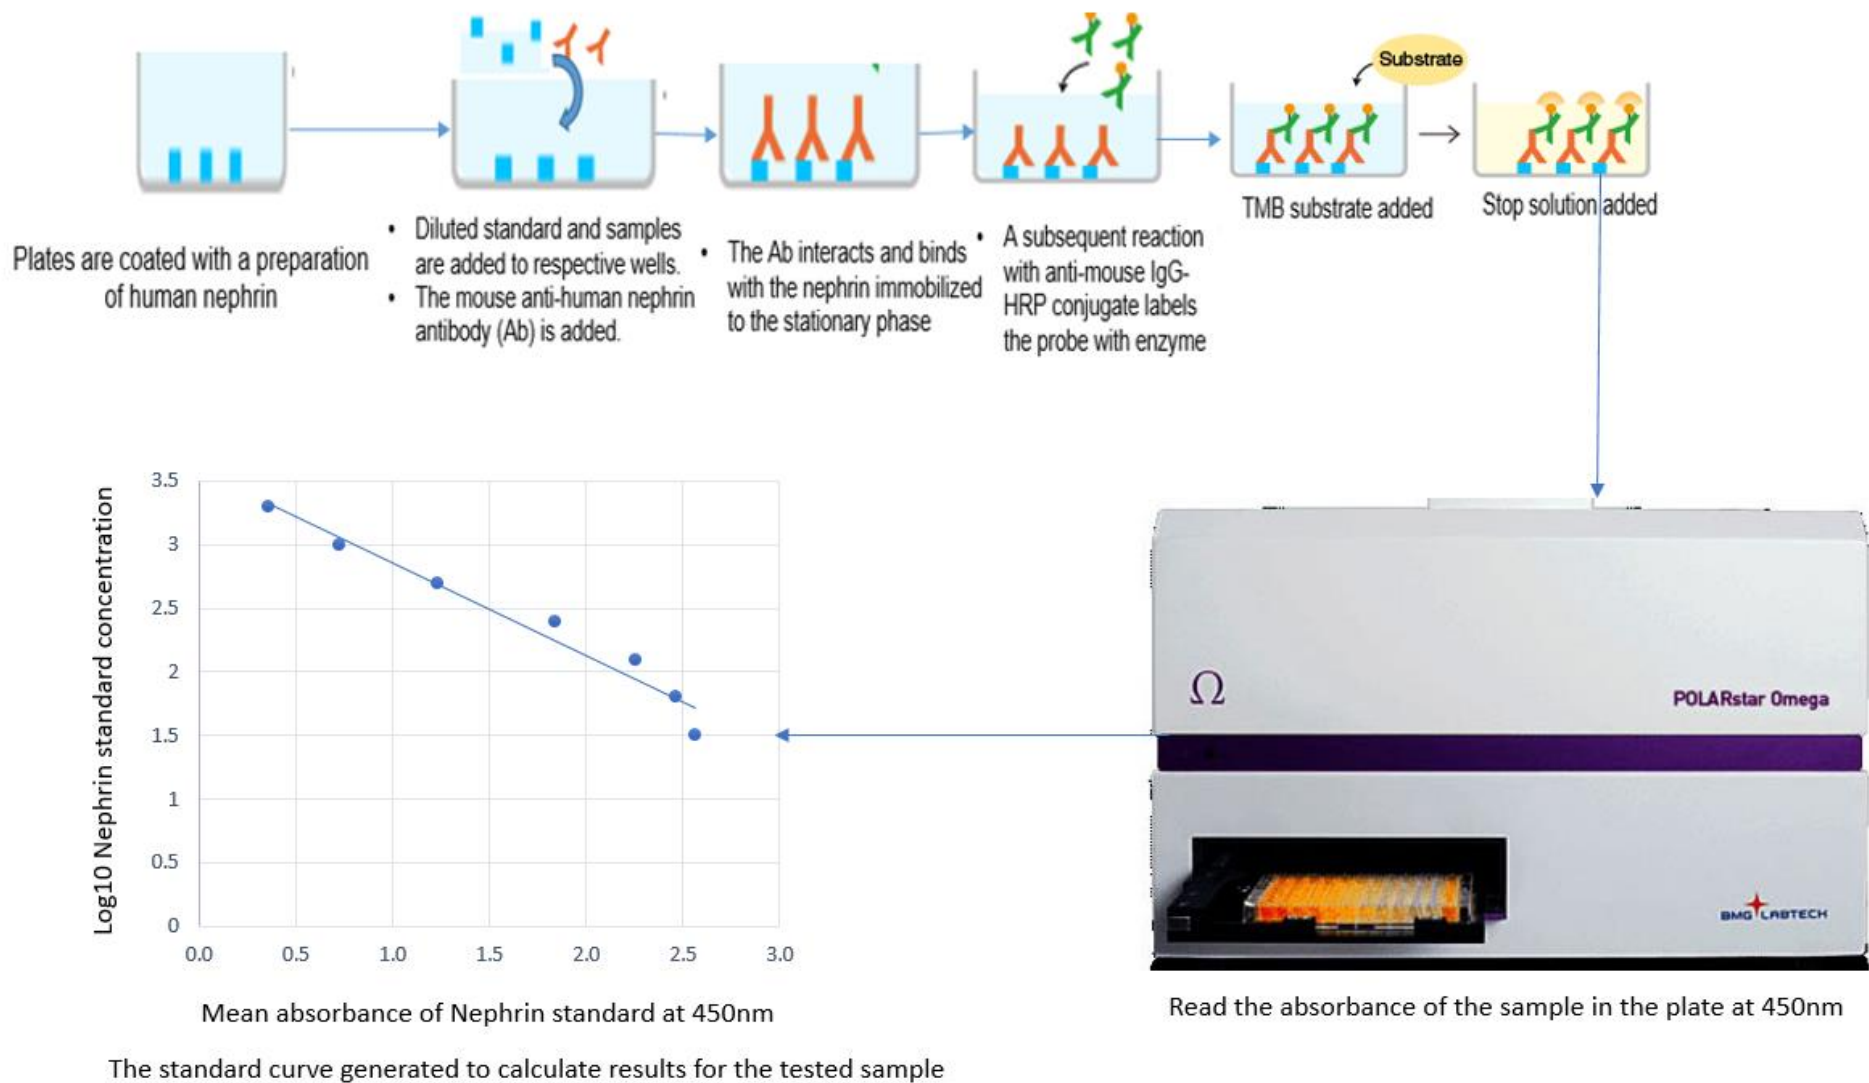 Substrate
Plates are coated with a preparation
of human nephrin
• Diluted standard and samples
are added to respective wells.
• The mouse anti-human nephrin
antibody (Ab) is added.
• The Ab interacts and binds
with the nephrin immobilized
to the stationary phase
• A subsequent reaction
with anti-mouse IgG-
HRP conjugate labels
the probe with enzyme
TMB substrate added
Stop solution added
Log10 Nephrin standard concentration
3.5
3
2.5
2
1.5
1
0.5
0
0.0 0.5 1.0 1.5 2.0 2.5 3.0
Mean absorbance of Nephrin standard at 450nm
The standard curve generated to calculate results for the tested sample
Ω
POLARstar Omega
BMG LABTECH
Read the absorbance of the sample in the plate at 450nm